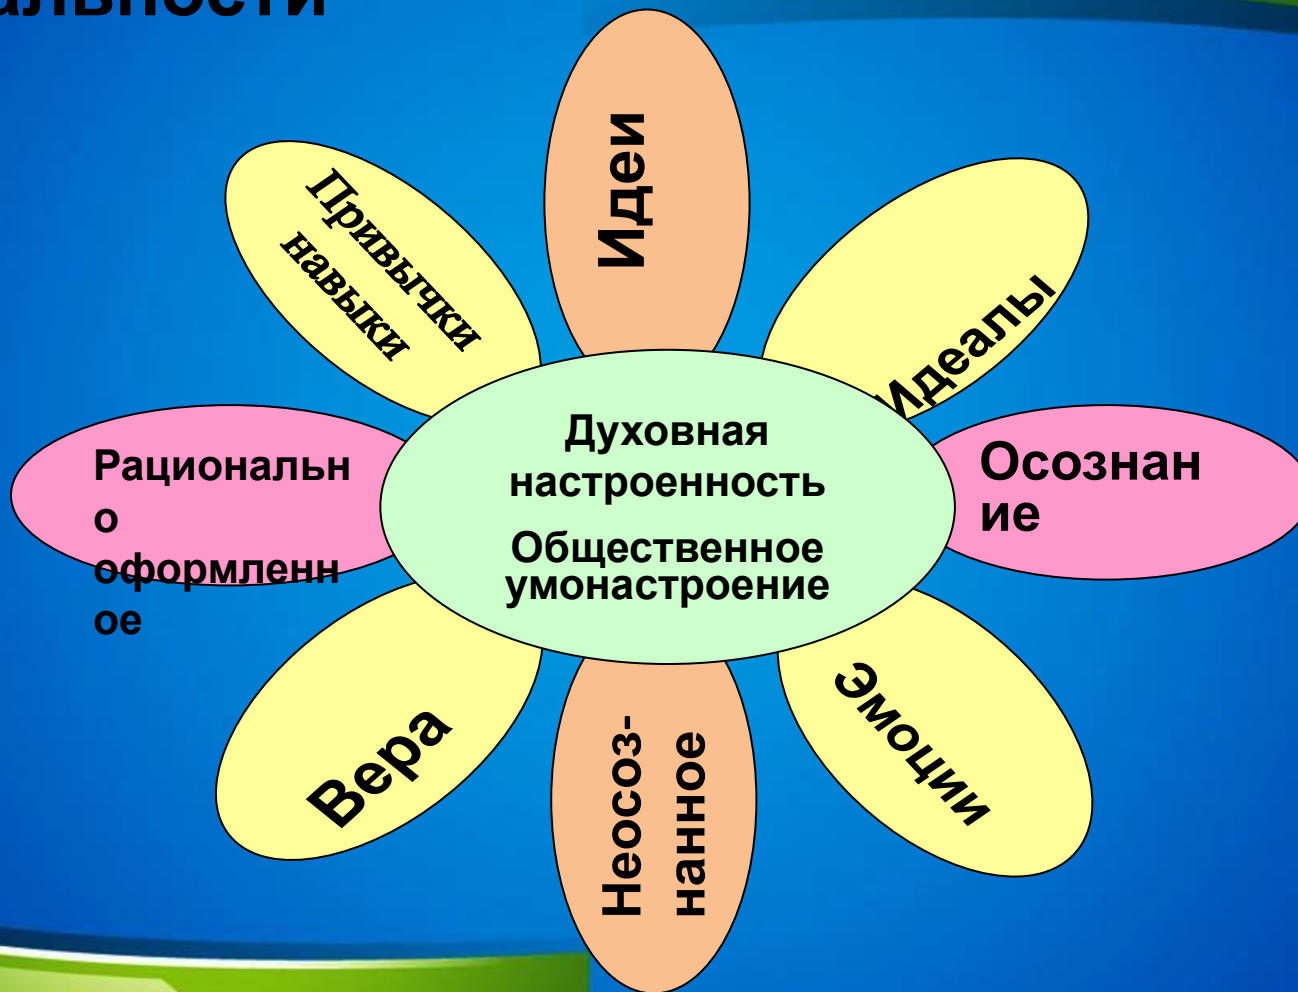 альности
Идеи
Привычки
навыки
Идеалы
Рациональн
о
оформленн
ое
Духовная
настроенность
Общественное
умонастроение
Осознан
ие
Вера
Эмоции
Неосоз-
нанное